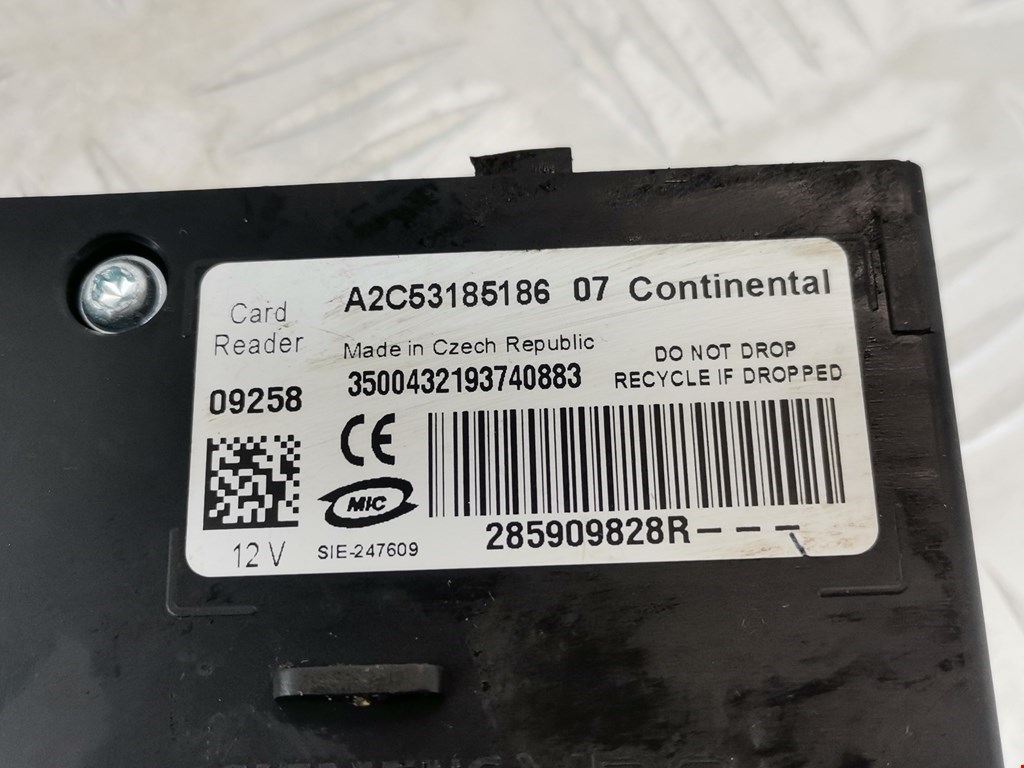 Card
Reader
09258
12 V
A2C53185186 07 Continental
Made in Czech Republic
3500432193740883
DO NOT DROP
RECYCLE IF DROPPED
CE
MIC
SIE-247609
285909828R---